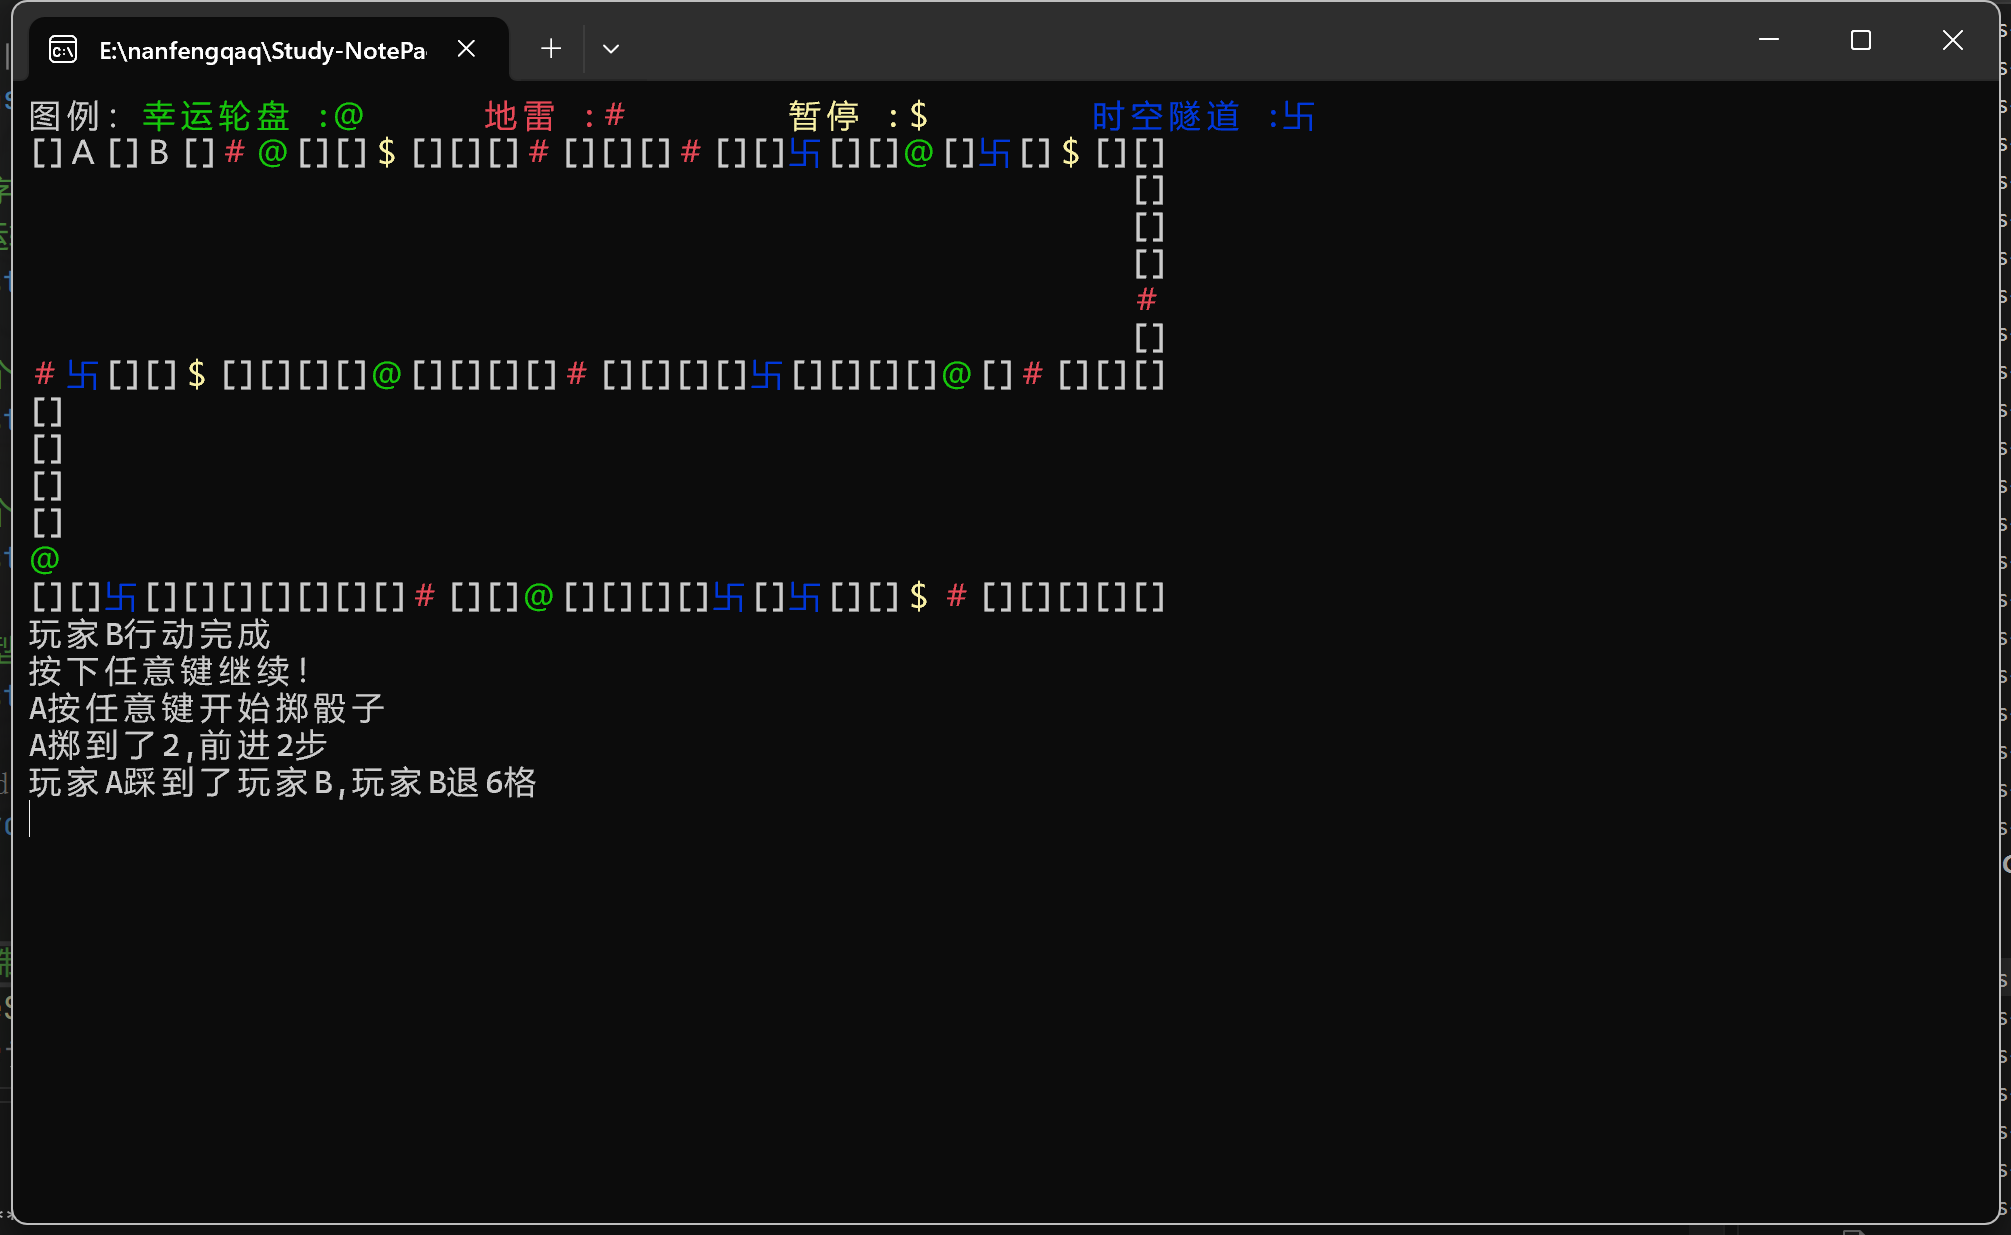 E:\nanfengqaq\Study-NotePa
图例: 幸运轮盘 :@ 地雷 :# 暂停 :$ 时空隧道 :卐
[]A []B []# @ [][]$ [][][]# [][][]# [][]卐[][]@ []卐[]$ [][]
[]
[]
[]
#
[]
# 卐[][]$ [][][][]@ [][][][]# [][][][]卐[][][][]@ []# [][][]
[]
[]
[]
[]
@
[][]卐[][][][][][][]# [][]@ [][][][]卐[]卐[][]$ # [][][][][]
玩家B行动完成
按下任意键继续!
A按任意键开始掷骰子
A掷到了2,前进2步
玩家A踩到了玩家B,玩家B退6格